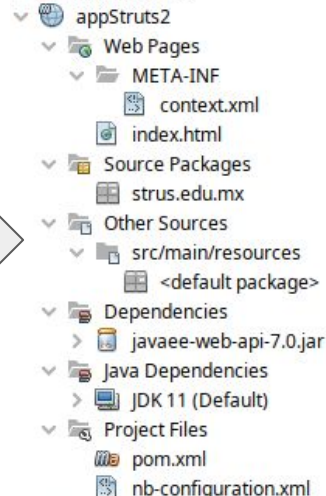 appStruts2
Web Pages
META-INF
context.xml
index.html
Source Packages
strus.edu.mx
Other Sources
src/main/resources
<default package>
Dependencies
javaee-web-api-7.0.jar
Java Dependencies
JDK 11 (Default)
Project Files
pom.xml
nb-configuration.xml